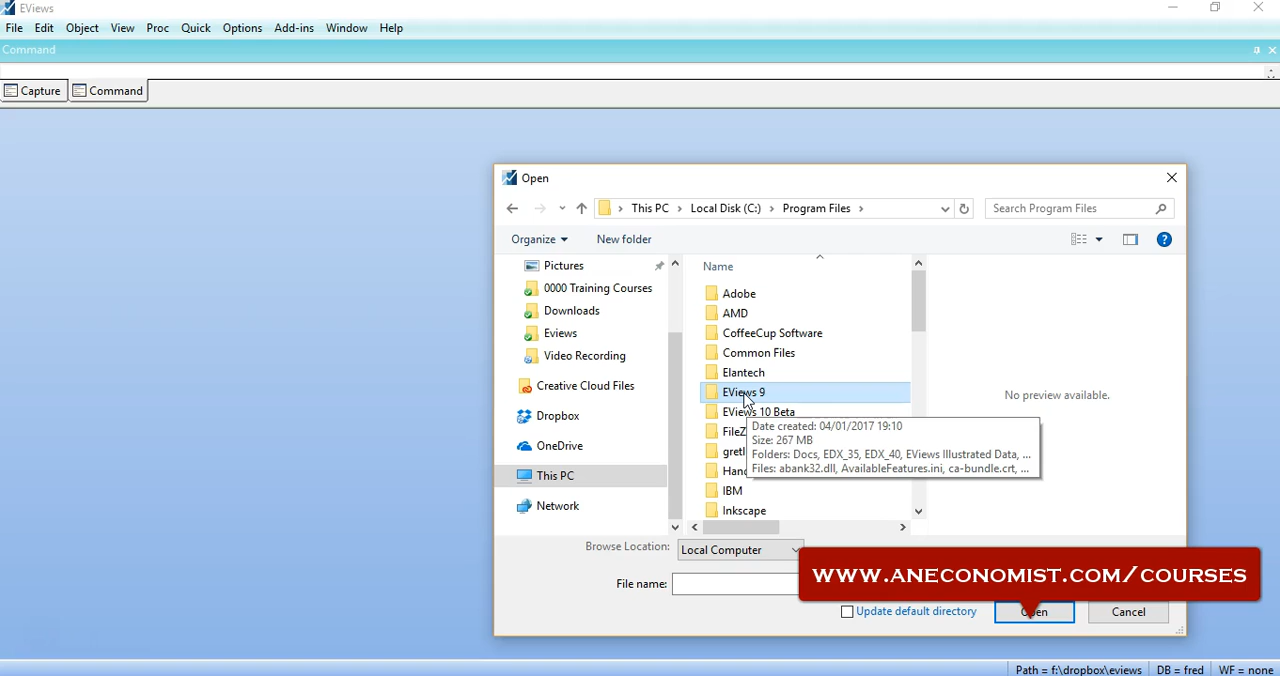 EViews
File Edit Object View Proc Quick Options Add-ins Window Help
Command
Capture Command
Open
This PC > Local Disk (C:) > Program Files >
Search Program Files
Organize New folder
Pictures
0000 Training Courses
Downloads
Eviews
Video Recording
Creative Cloud Files
Dropbox
OneDrive
This PC
Network
Name
Adobe
AMD
CoffeeCup Software
Common Files
Elantech
EViews 9
EViews 10 Beta
FileZ
gretl
Hand
IBM
Inkscape
Date created: 04/01/2017 19:10
Size: 267 MB
Folders: Docs, EDX_35, EDX_40, EViews Illustrated Data, ...
Files: abank32.dll, AvailableFeatures.ini, ca-bundle.crt, ...
No preview available.
Browse Location: Local Computer
File name:
WWW.ANECONOMIST.COM/COURSES
Update default directory
Open
Cancel
Path = f:\dropbox\eviews DB = fred WF = none